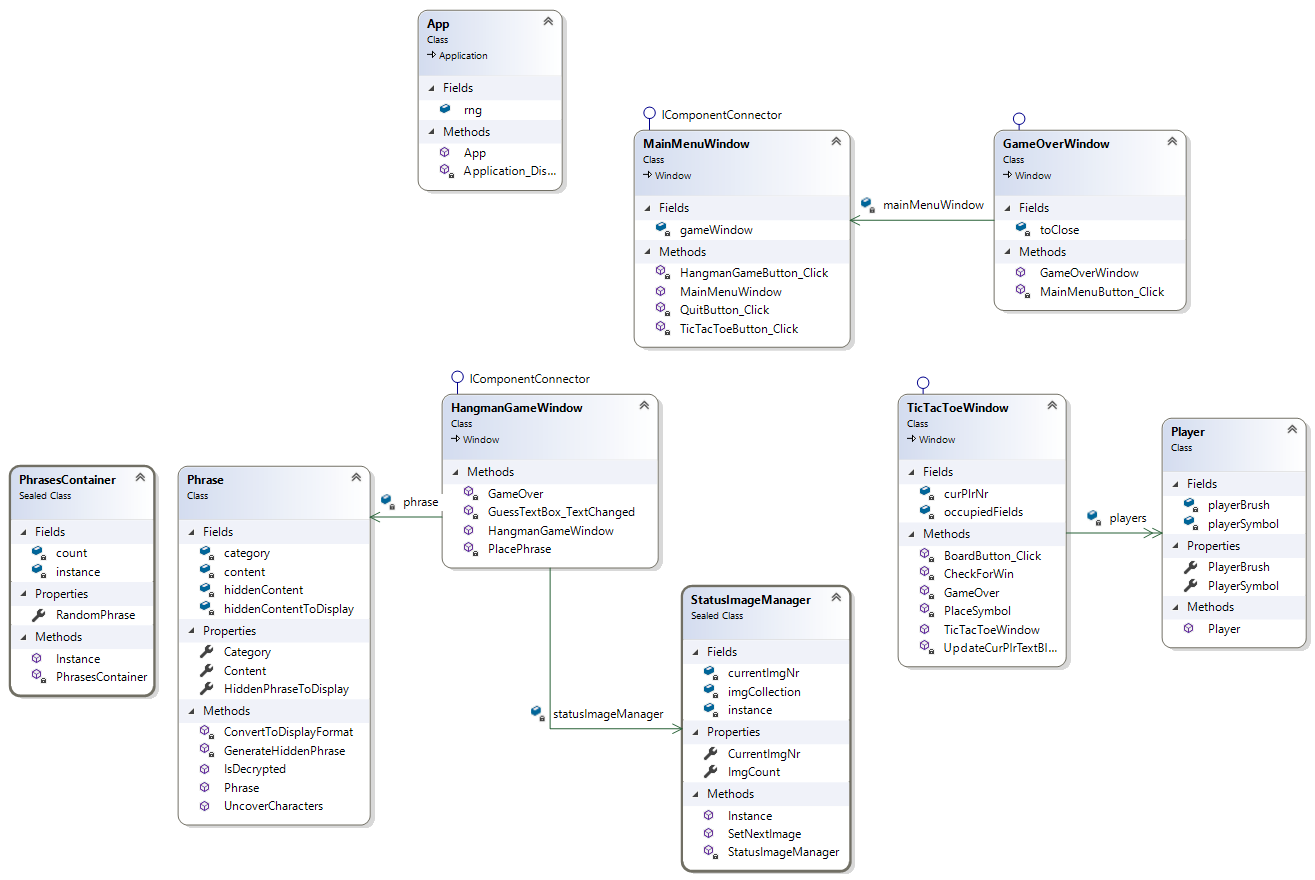 App
Class
Application
Fields
rng
Methods
App
Application_Dis...
IComponentConnector
MainMenuWindow
Class
Window
Fields
gameWindow
Methods
HangmanGameButton_Click
MainMenuWindow
QuitButton_Click
TicTacToeButton_Click
mainMenuWindow
GameOverWindow
Class
Window
Fields
toClose
Methods
GameOverWindow
MainMenuButton_Click
PhrasesContainer
Sealed Class
Fields
count
instance
Properties
RandomPhrase
Methods
Instance
PhrasesContainer
Phrase
Class
Fields
category
content
hiddenContent
hiddenContentToDisplay
Properties
Category
Content
HiddenPhraseToDisplay
Methods
ConvertToDisplayFormat
GenerateHiddenPhrase
IsDecrypted
Phrase
UncoverCharacters
phrase
IComponentConnector
HangmanGameWindow
Class
Window
Methods
GameOver
GuessTextBox_TextChanged
HangmanGameWindow
PlacePhrase
statusImageManager
StatusImageManager
Sealed Class
Fields
currentImgNr
imgCollection
instance
Properties
CurrentImgNr
ImgCount
Methods
Instance
SetNextImage
StatusImageManager
TicTacToeWindow
Class
Window
Fields
curPlrNr
occupiedFields
Methods
BoardButton_Click
CheckForWin
GameOver
PlaceSymbol
TicTacToeWindow
UpdateCurPlrTextBl...
players
Player
Class
Fields
playerBrush
playerSymbol
Properties
PlayerBrush
PlayerSymbol
Methods
Player